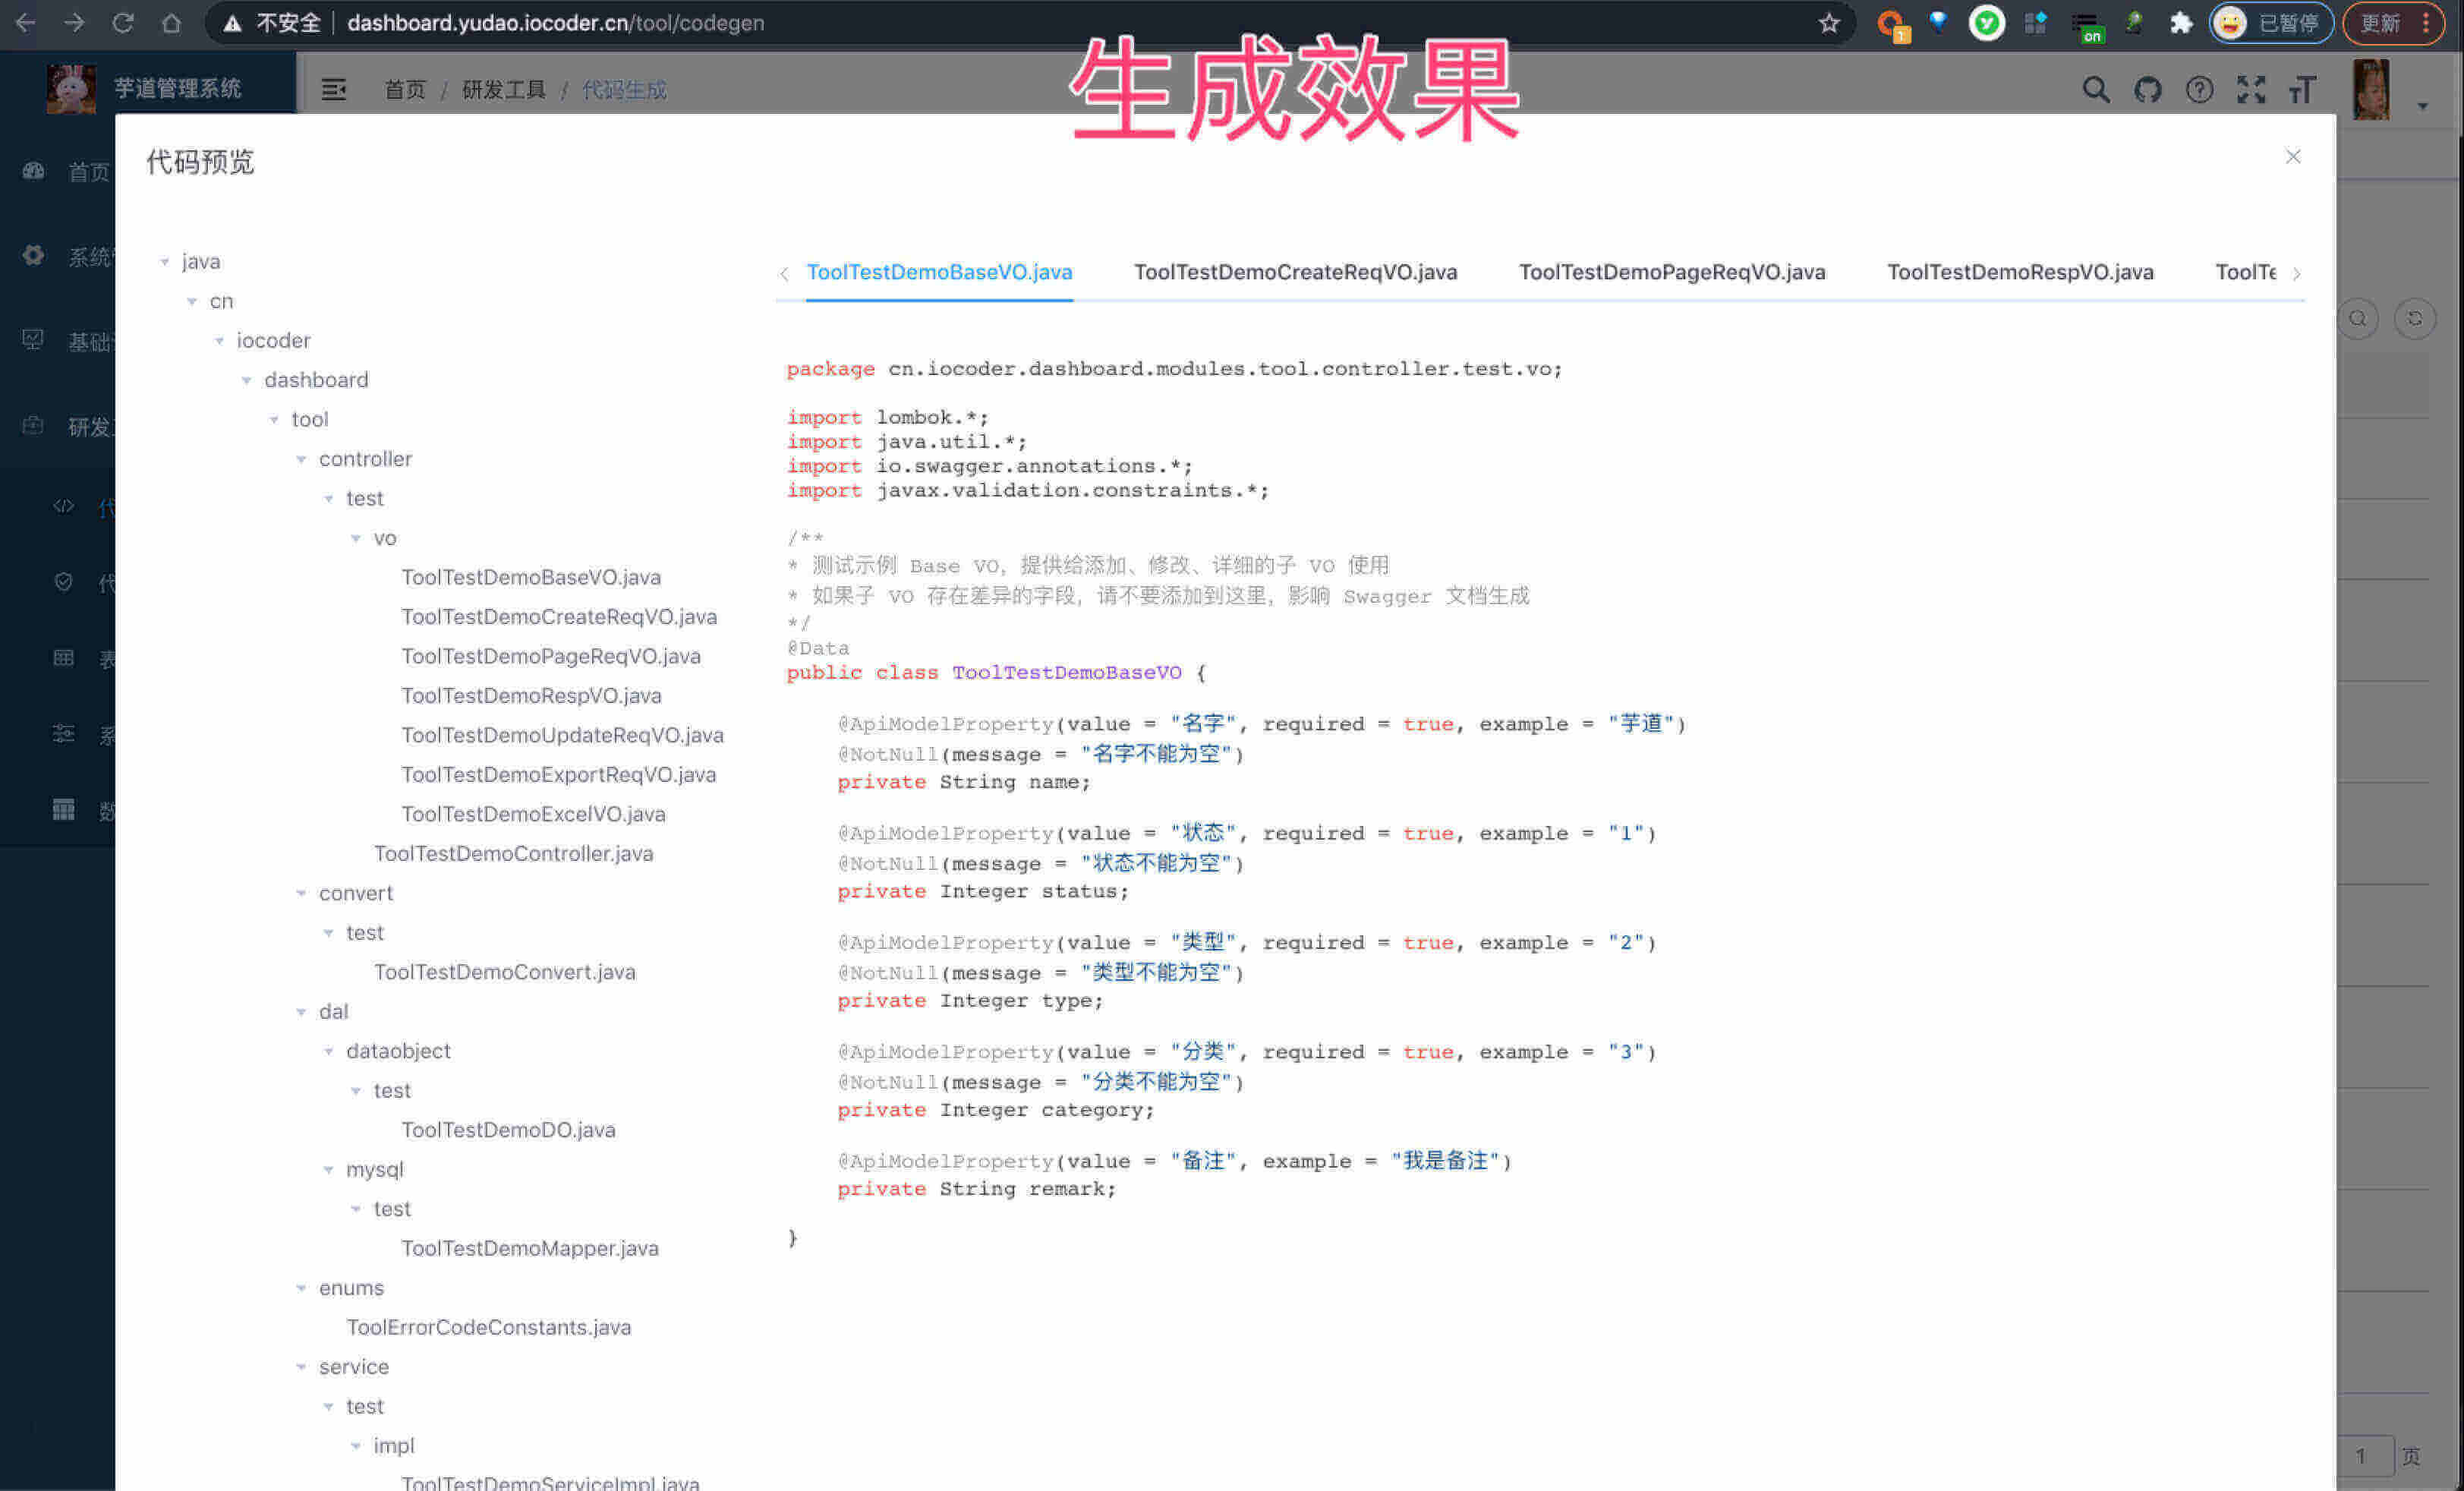 不安全 dashboard.yudao.iocoder.cn/tool/codegen
已暂停 更新
on
生成效果
芋道管理系统
首页 / 研发工具 / 代码生成
代码预览
首页
系统
基础
研发
java
cn
iocoder
dashboard
tool
controller
test
vo
ToolTestDemoBaseVO.java
ToolTestDemoCreateReqVO.java
ToolTestDemoPageReqVO.java
ToolTestDemoRespVO.java
ToolTestDemoUpdateReqVO.java
ToolTestDemoExportReqVO.java
ToolTestDemoExcelVO.java
ToolTestDemoController.java
convert
test
ToolTestDemoConvert.java
dal
dataobject
test
ToolTestDemoDO.java
mysql
test
ToolTestDemoMapper.java
enums
ToolErrorCodeConstants.java
service
test
impl
ToolTestDemoServiceImpl.java
ToolTestDemoBaseVO.java ToolTestDemoCreateReqVO.java ToolTestDemoPageReqVO.java ToolTestDemoRespVO.java ToolTe
package cn.iocoder.dashboard.modules.tool.controller.test.vo;
import lombok.*;
import java.util.*;
import io.swagger.annotations.*;
import javax.validation.constraints.*;
/**
* 测试示例 Base VO，提供给添加、修改、详细的子 VO 使用
* 如果子 VO 存在差异的字段，请不要添加到这里，影响 Swagger 文档生成
*/
@Data
public class ToolTestDemoBaseVO {
@ApiModelProperty(value = "名字", required = true, example = "芋道")
@NotNull(message = "名字不能为空")
private String name;
@ApiModelProperty(value = "状态", required = true, example = "1")
@NotNull(message = "状态不能为空")
private Integer status;
@ApiModelProperty(value = "类型", required = true, example = "2")
@NotNull(message = "类型不能为空")
private Integer type;
@ApiModelProperty(value = "分类", required = true, example = "3")
@NotNull(message = "分类不能为空")
private Integer category;
@ApiModelProperty(value = "备注", example = "我是备注")
private String remark;
}
1 页